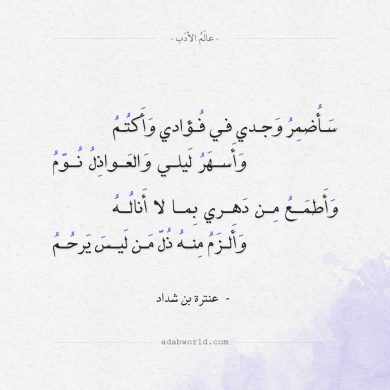 - عالَمُ الأدَب -
سَأُضمِرُ وَجدي في فُؤادي وَأَكتُمُ
وَأَسهَرُ لَيلي وَالعَواذِلُ نُوَّمُ
وَأَطمَعُ مِن دَهري بِما لا أَنالُهُ
وَأَلزَمُ مِنهُ ذُلَّ مَن لَيسَ يَرحُمُ
- عنترة بن شداد
adabworld.com